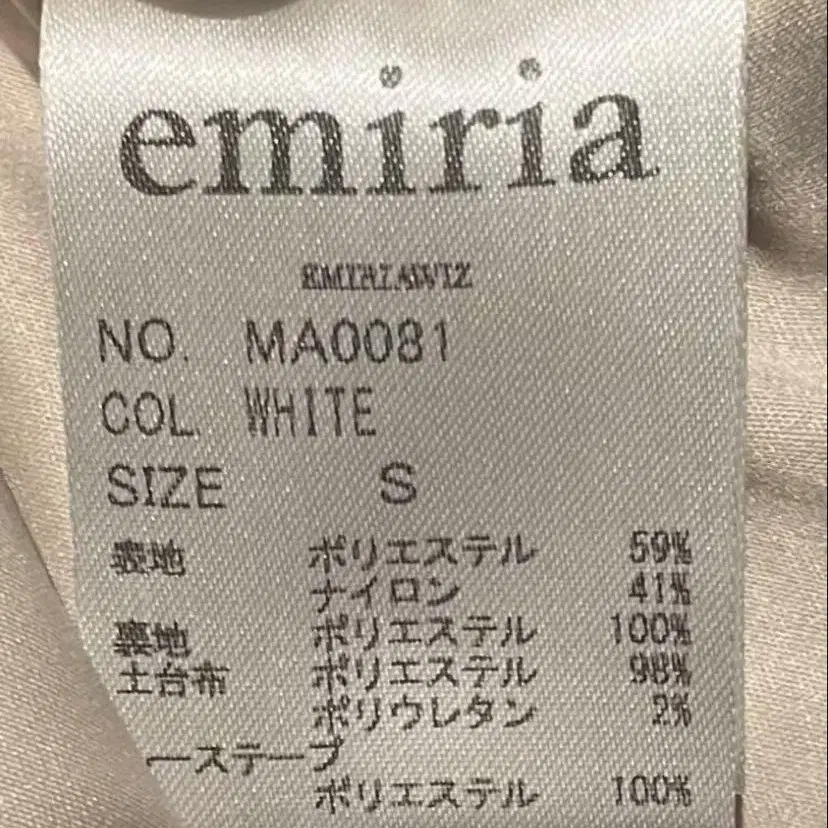 emiria
EMIRIAWIZ
NO. MA0081
COL. WHITE
SIZE S
表地 ポリエステル 59%
ナイロン 41%
裏地 ポリエステル 100%
土台布 ポリエステル 98%
ポリウレタン 2%
ーステープ
ポリエステル 100%